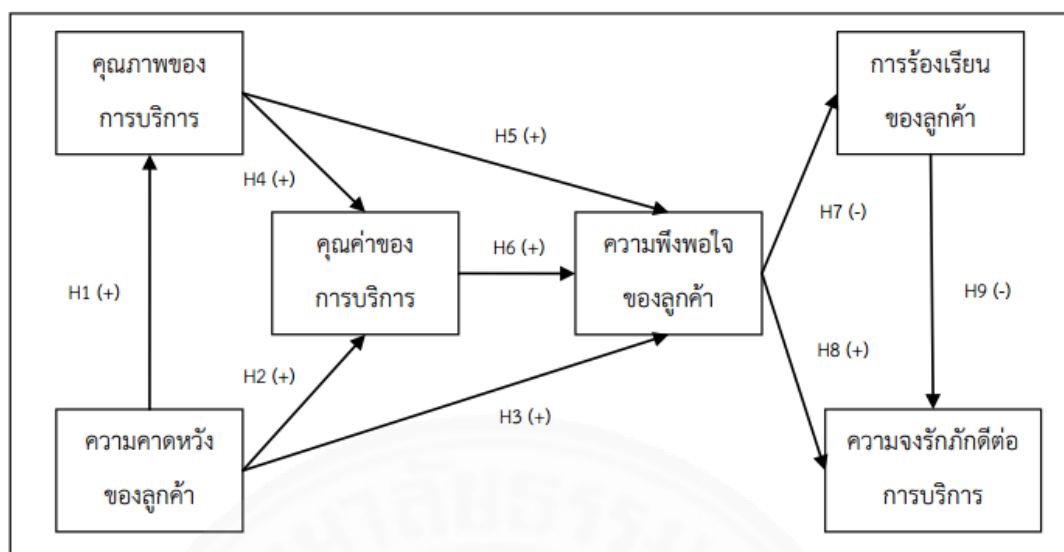 คุณภาพของ
การบริการ
การร้องเรียน
ของลูกค้า
H5 (+)
H4 (+)
H7 (-)
คุณค่าของ
การบริการ
H6 (+)
ความพึงพอใจ
ของลูกค้า
H1 (+)
H9 (-)
H2 (+)
H8 (+)
H3 (+)
ความคาดหวัง
ของลูกค้า
ความจงรักภักดีต่อ
การบริการ